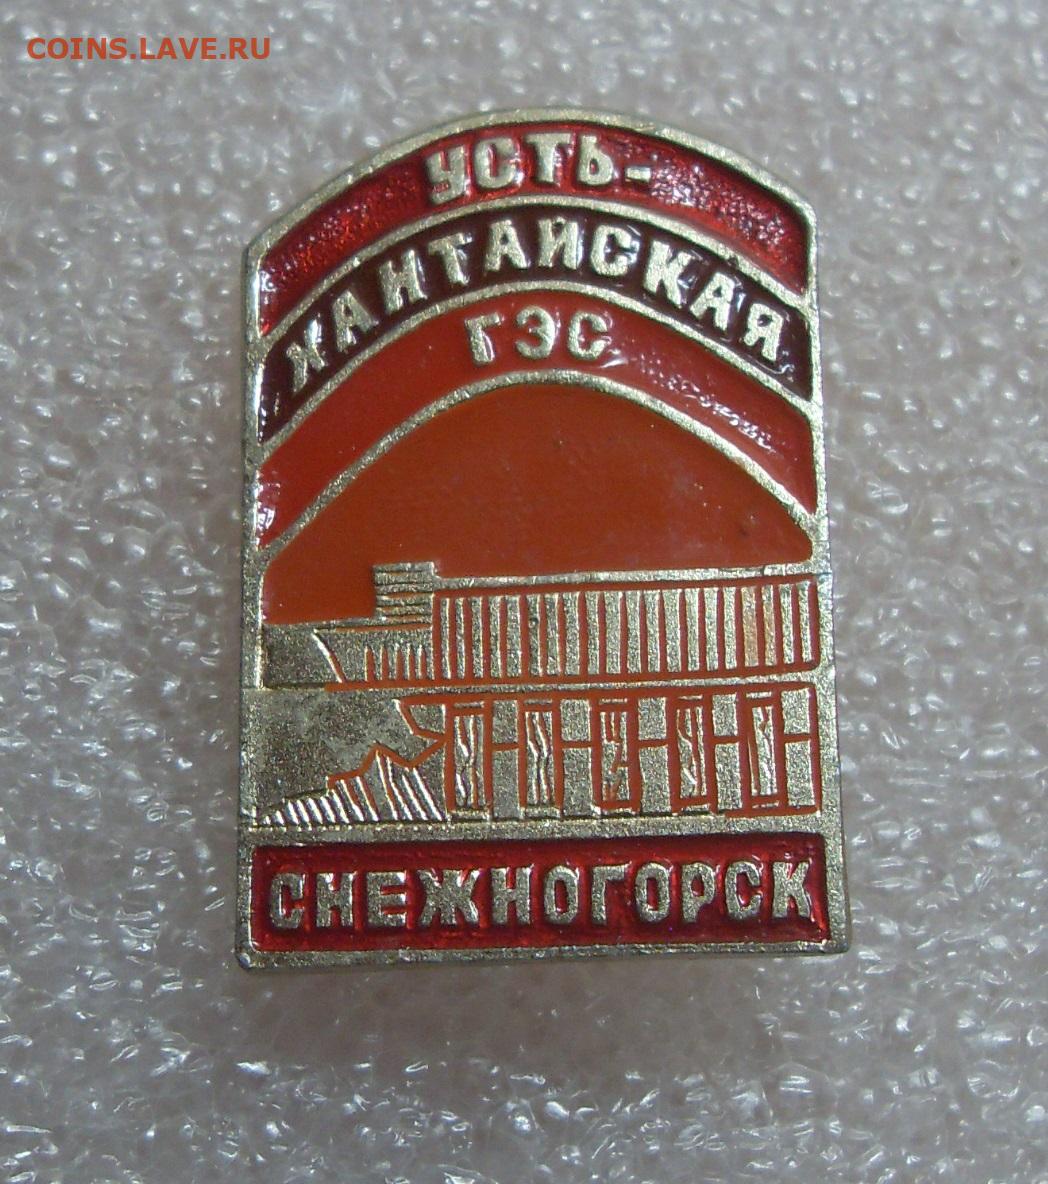 COINS.LAVE.RU
УСТЬ-
ХАНТАЙСКАЯ
ГЭС
СНЕЖНОГОРСК